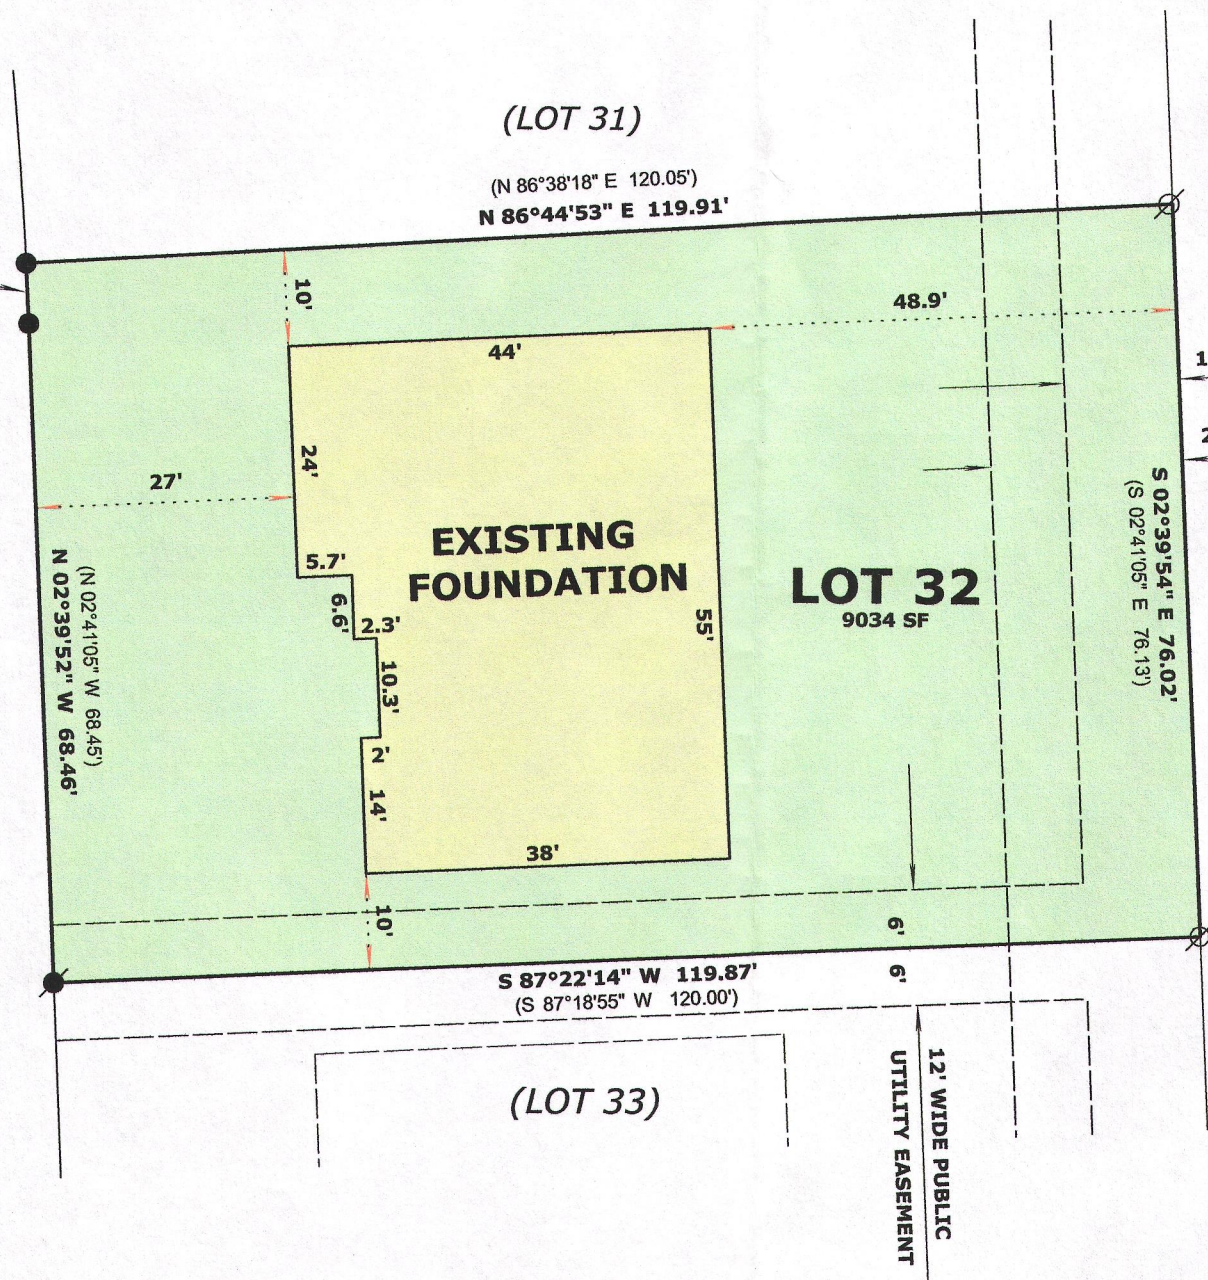 (LOT 31)
(N 86°38'18" E 120.05')
N 86°44'53" E 119.91'
10'
48.9'
44'
1
24'
27'
2
EXISTING
FOUNDATION
LOT 32
9034 SF
5.7'
6.6'
2.3'
10.3'
55'
2'
14'
38'
S 02°39'54" E 76.02'
(S 02°41'05" E 76.13')
(N 02°41'05" W 68.45')
N 02°39'52" W 68.46'
10'
6'
6'
S 87°22'14" W 119.87'
(S 87°18'55" W 120.00')
(LOT 33)
12' WIDE PUBLIC
UTILITY EASEMENT